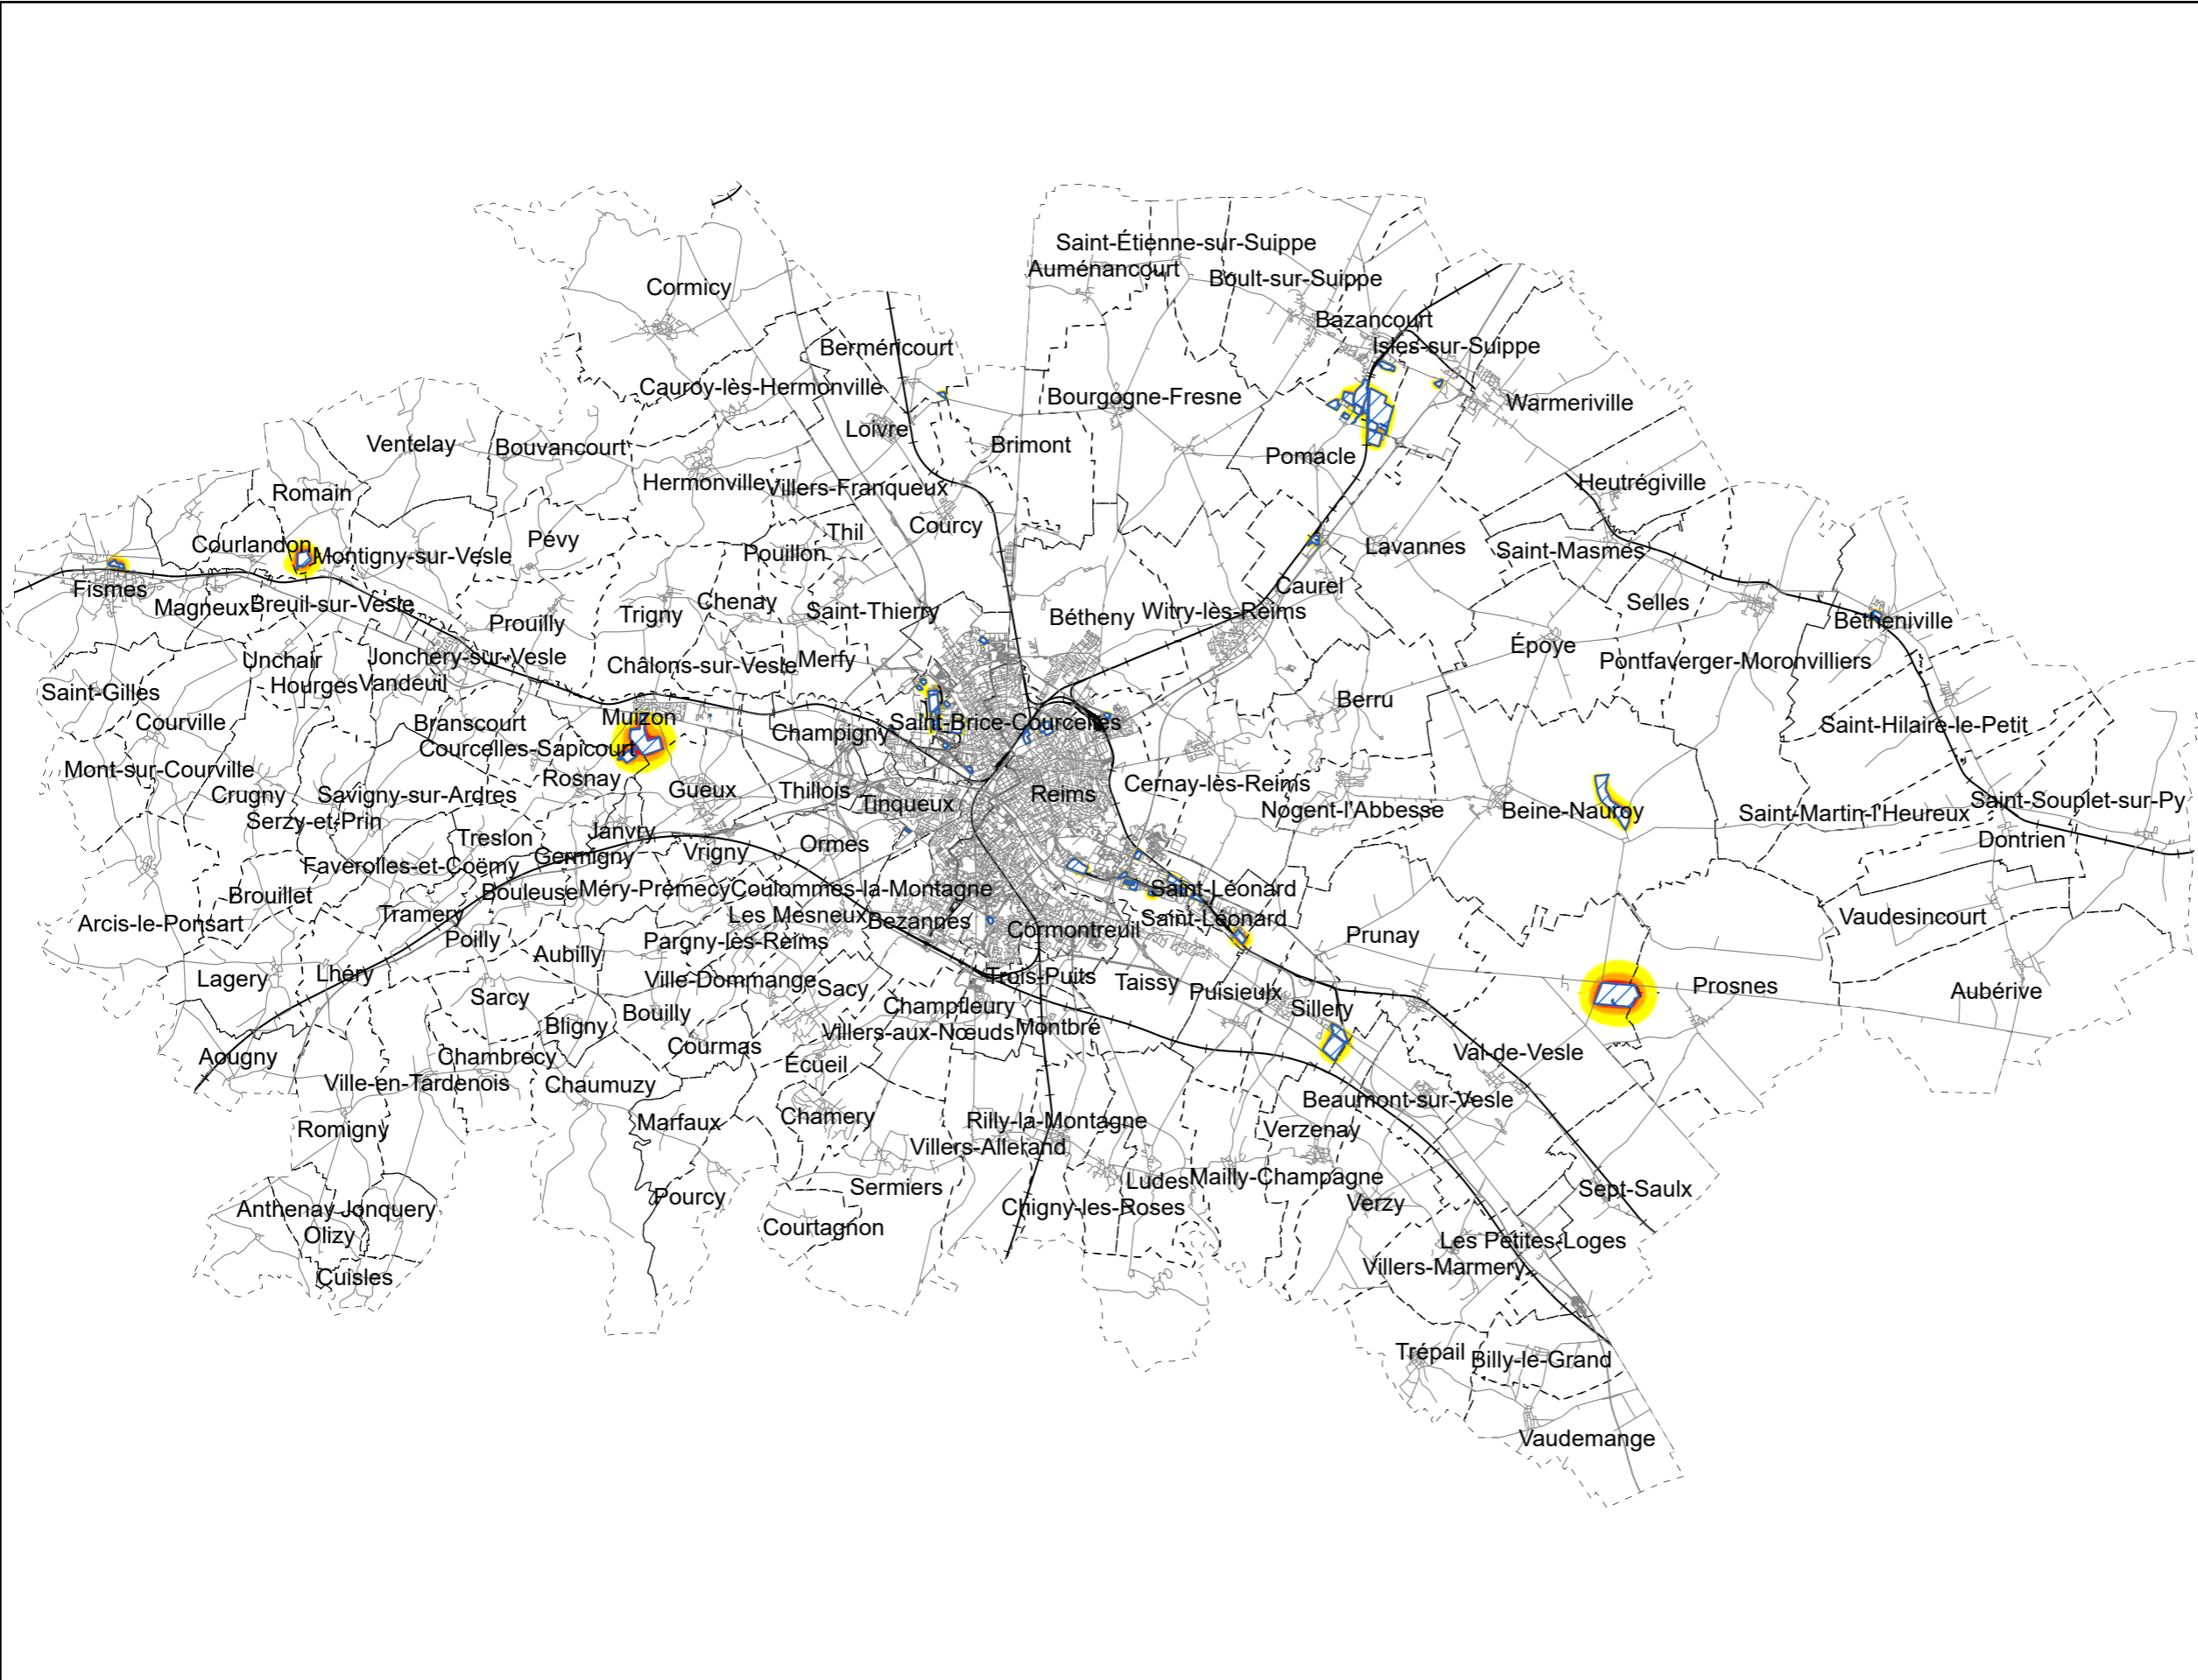 Saint-Étienne-sur-Suippe
Auménancourt
Boult-sur-Suippe
Cormicy
Bazancourt
Isles-sur-Suippe
Berméricourt
Cauroy-lès-Hermonville
Bourgogne-Fresne
Warmeriville
Loivre
Ventelay
Bouvancourt
Brimont
Pomacle
Romain
Hermonville
Villers-Franqueux
Heutrégiville
Courcy
Thil
Pévy
Courlandon
Montigny-sur-Vesle
Pouillon
Lavannes
Saint-Masmes
Fismes
Magneux
Breuil-sur-Vesle
Caurel
Chenay
Trigny
Saint-Thierry
Bétheny
Witry-lès-Reims
Selles
Prouilly
Bétheniville
Époye
Unchair
Jonchery-sur-Vesle
Châlons-sur-Vesle
Merfy
Pontfaverger-Moronvilliers
Hourges
Vandeuil
Saint-Gilles
Berru
Courville
Branscourt
Muizon
Saint-Brice-Courcelles
Saint-Hilaire-le-Petit
Champigny
Courcelles-Sapicourt
Mont-sur-Courville
Rosnay
Cernay-lès-Reims
Crugny
Savigny-sur-Ardres
Gueux
Thillois
Tinqueux
Reims
Nogent-l'Abbesse
Beine-Nauroy
Saint-Martin-l'Heureux
Saint-Souplet-sur-Py
Serzy-et-Prin
Treslon
Janvry
Ormes
Dontrien
Faverolles-et-Coëmy
Germigny
Vrigny
Brouillet
Bouleuse
Méry-Prémecy
Coulommes-la-Montagne
Saint-Léonard
Arcis-le-Ponsart
Tramery
Les Mesneux
Bezannes
Saint-Léonard
Vaudesincourt
Poilly
Pargny-lès-Reims
Cormontreuil
Prunay
Aubilly
Lagery
Lhéry
Ville-Dommange
Sacy
Trois-Puits
Taissy
Puisieulx
Prosnes
Aubérive
Sarcy
Bouilly
Champfleury
Sillery
Bligny
Villers-aux-Nœuds
Montbré
Courmas
Aougny
Chambrecy
Écueil
Val-de-Vesle
Ville-en-Tardenois
Chaumuzy
Beaumont-sur-Vesle
Marfaux
Chamery
Rilly-la-Montagne
Verzenay
Romigny
Villers-Allerand
Ludes
Mailly-Champagne
Pourcy
Sermiers
Sept-Saulx
Verzy
Anthenay
Jonquery
Chigny-les-Roses
Courtagnon
Olizy
Les Petites-Loges
Villers-Marmery
Cuisles
Trépail
Billy-le-Grand
Vaudemange